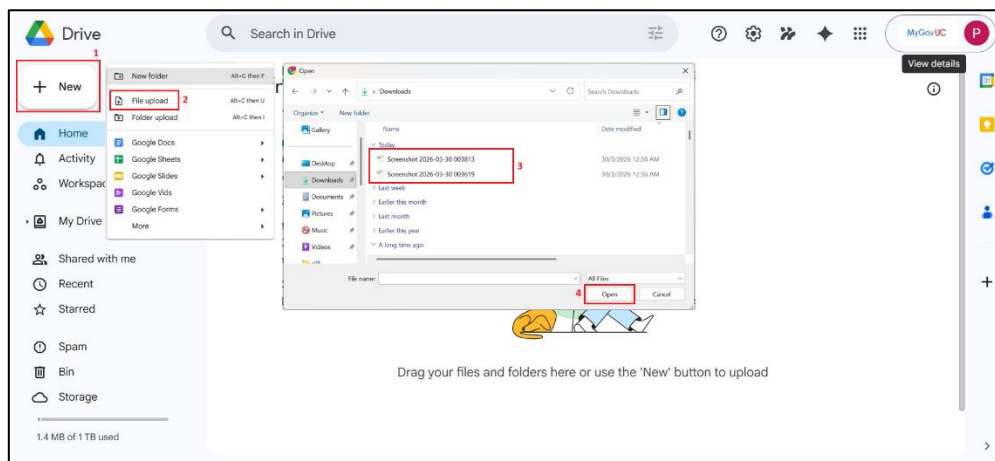 Drive
Search in Drive
MyGovUC
P
View details
1
New
New folder
Alt+C then F
File upload
2
Alt+C then U
Folder upload
Alt+C then I
Google Docs
Google Sheets
Google Slides
Google Vids
Google Forms
More
Home
Activity
Workspac
My Drive
Shared with me
Recent
Starred
Spam
Bin
Storage
1.4 MB of 1 TB used
Open
Downloads
Search Downloads
Organize
New folder
Gallery
Desktop
Downloads
Documents
Pictures
Music
Videos
Name
Date modified
Today
Screenshot 2026-03-30 003813
30/3/2026 12:38 AM
3
Screenshot 2026-03-30 003619
30/3/2026 12:36 AM
Last week
Earlier this month
Last month
Earlier this year
A long time ago
File name:
All Files
4
Open
Cancel
Drag your files and folders here or use the 'New' button to upload